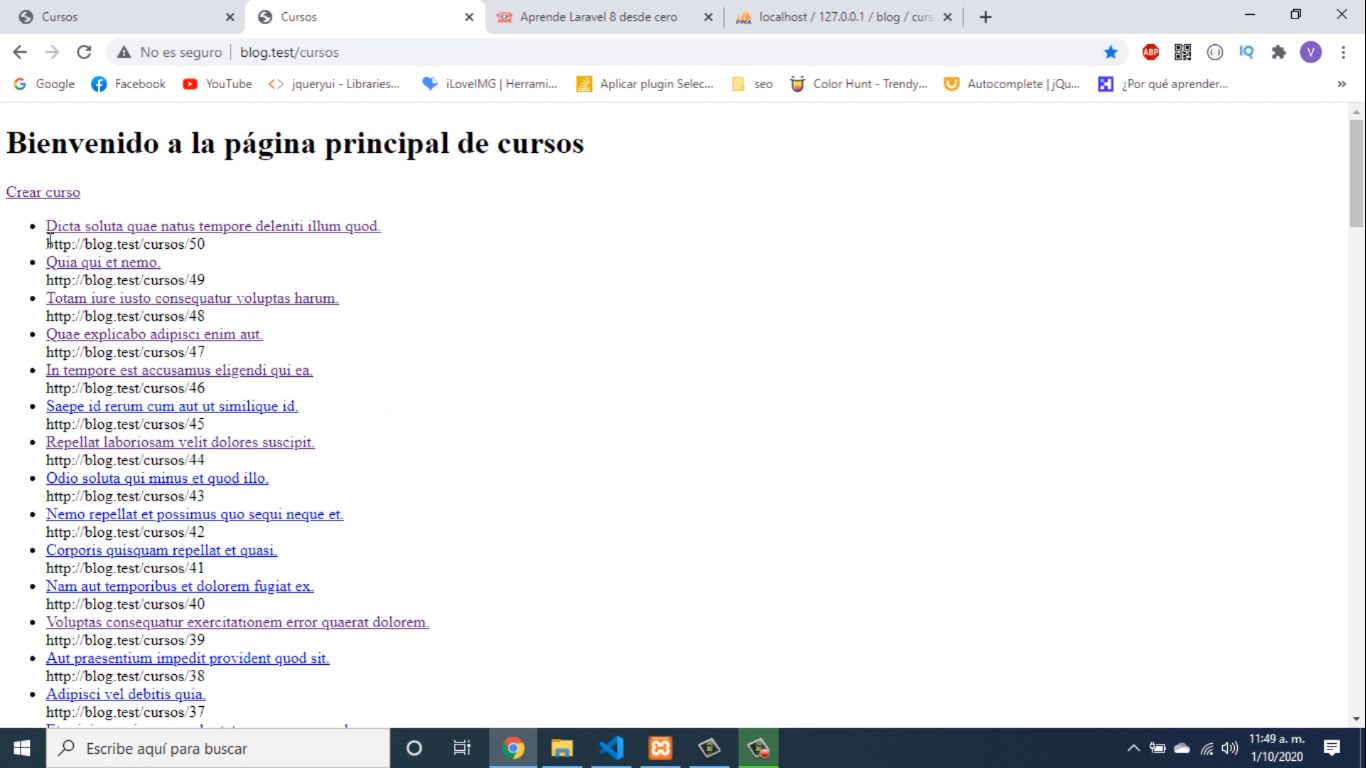 Cursos
Cursos
Aprende Laravel 8 desde cero
localhost / 127.0.0.1 / blog / curs
No es seguro
blog.test/cursos
ABP
IQ
V
Google
Facebook
YouTube
jqueryui - Libraries...
iLoveIMG | Herrami...
Aplicar plugin Selec...
seo
Color Hunt - Trendy...
Autocomplete | jQu...
¿Por qué aprender...
Bienvenido a la página principal de cursos
Crear curso
Dicta soluta quae natus tempore deleniti illum quod.
http://blog.test/cursos/50
Quia qui et nemo.
http://blog.test/cursos/49
Totam iure iusto consequatur voluptas harum.
http://blog.test/cursos/48
Quae explicabo adipisci enim aut.
http://blog.test/cursos/47
In tempore est accusamus eligendi qui ea.
http://blog.test/cursos/46
Saepe id rerum cum aut ut similique id.
http://blog.test/cursos/45
Repellat laboriosam velit dolores suscipit.
http://blog.test/cursos/44
Odio soluta qui minus et quod illo.
http://blog.test/cursos/43
Nemo repellat et possimus quo sequi neque et.
http://blog.test/cursos/42
Corporis quisquam repellat et quasi.
http://blog.test/cursos/41
Nam aut temporibus et dolorem fugiat ex.
http://blog.test/cursos/40
Voluptas consequatur exercitationem error quaerat dolorem.
http://blog.test/cursos/39
Aut praesentium impedit provident quod sit.
http://blog.test/cursos/38
Adipisci vel debitis quia.
http://blog.test/cursos/37
Escribe aquí para buscar
11:49 a. m.
1/10/2020